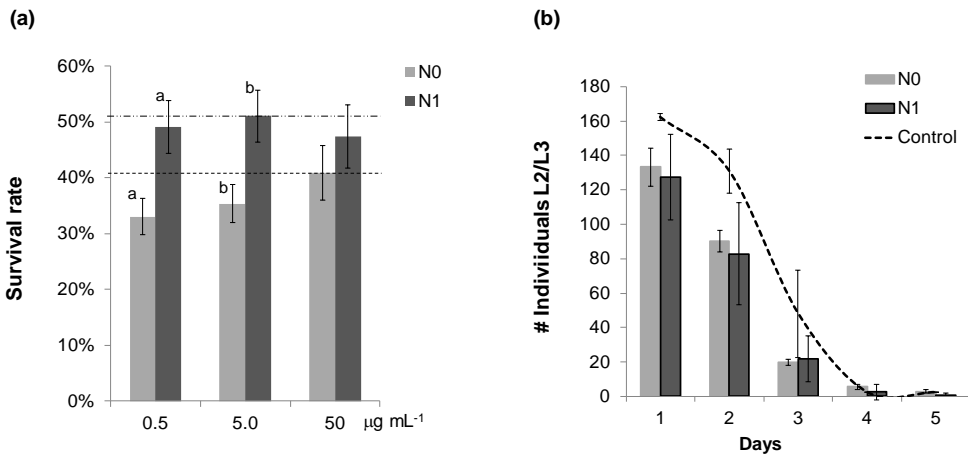 (a)
Survival rate
60%
50%
40%
30%
20%
10%
0%
a
a
b
b
N0
N1
0.5 5.0 50 µg mL-1
(b)
# Indiviiduals L2/L3
180
160
140
120
100
80
60
40
20
0
N0
N1
Control
1 2 3 4 5
Days